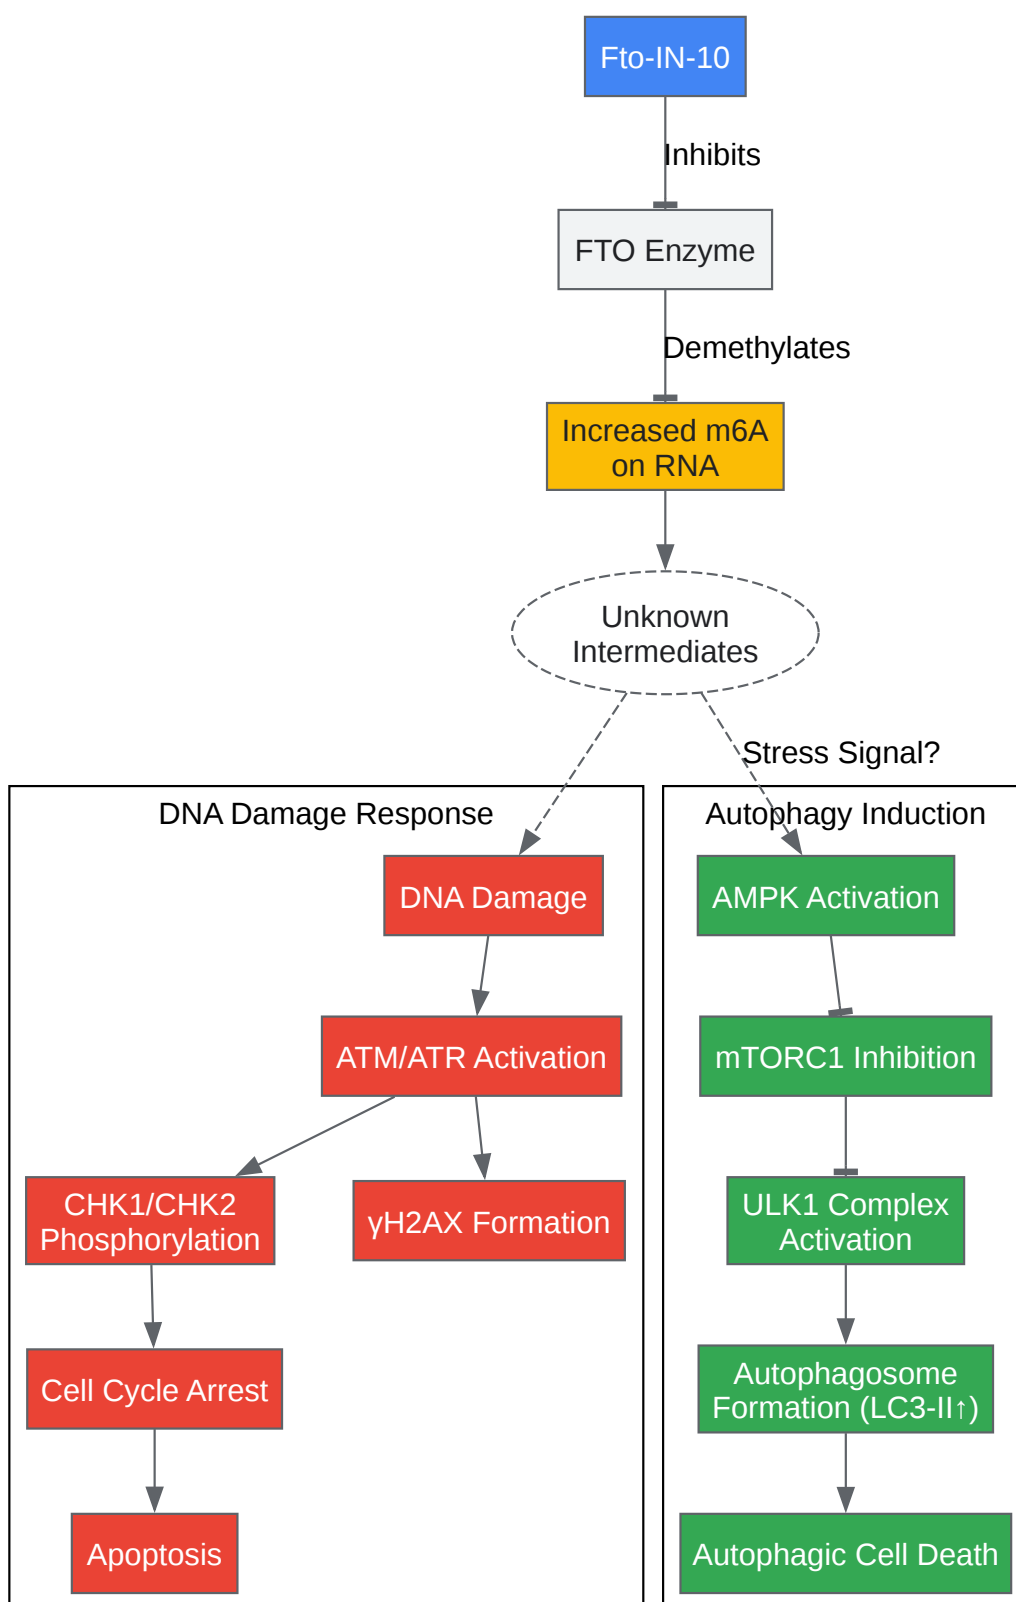 Fto-IN-10
Inhibits
FTO Enzyme
Demethylates
Increased m6A
on RNA
Unknown
Intermediates
Stress Signal?
DNA Damage Response
Autophagy Induction
DNA Damage
AMPK Activation
ATM/ATR Activation
mTORC1 Inhibition
CHK1/CHK2
Phosphorylation
γH2AX Formation
ULK1 Complex
Activation
Cell Cycle Arrest
Autophagosome
Formation (LC3-II↑)
Apoptosis
Autophagic Cell Death